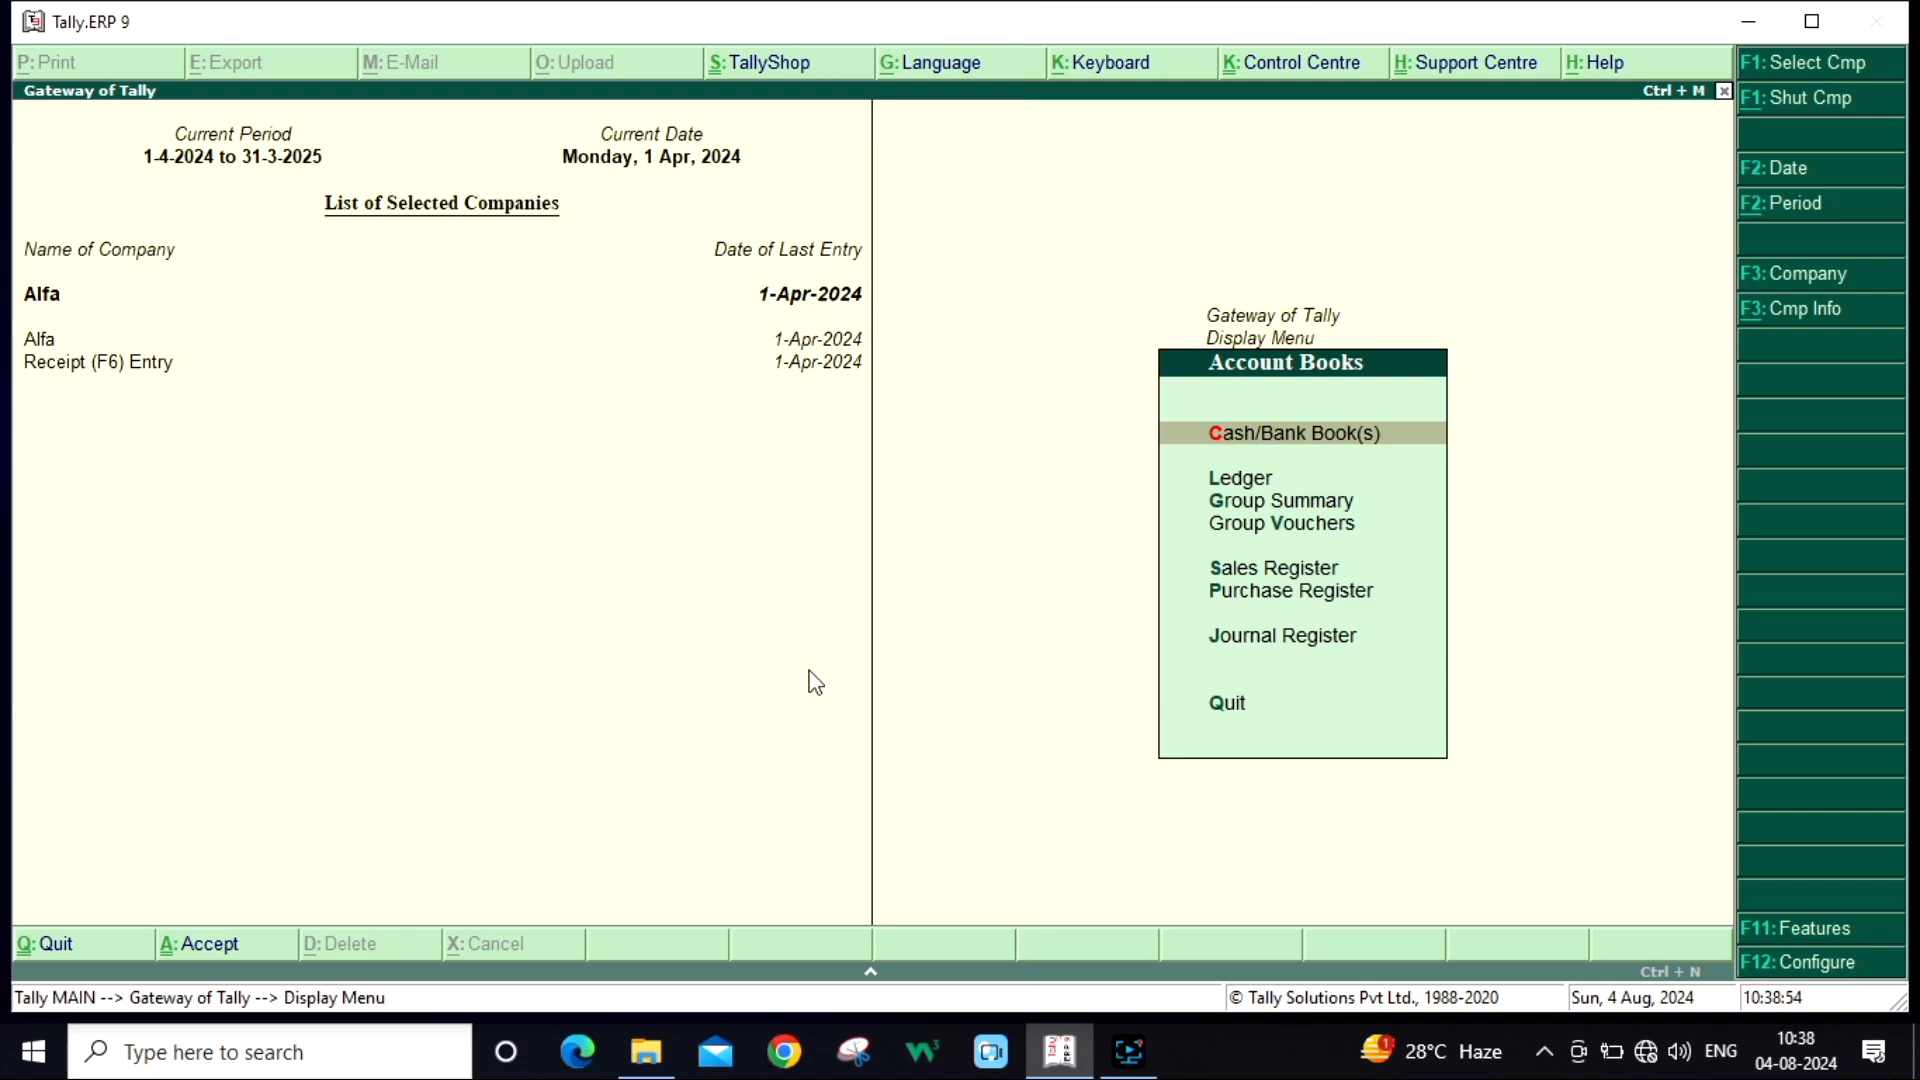 Tally.ERP 9
P: Print E: Export M: E-Mail O: Upload S: TallyShop G: Language K: Keyboard K: Control Centre H: Support Centre H: Help
Gateway of Tally Ctrl + M
Current Period Current Date
1-4-2024 to 31-3-2025 Monday, 1 Apr, 2024
List of Selected Companies
Name of Company Date of Last Entry
Alfa 1-Apr-2024
Alfa 1-Apr-2024
Receipt (F6) Entry 1-Apr-2024
Gateway of Tally
Display Menu
Account Books
Cash/Bank Book(s)
Ledger
Group Summary
Group Vouchers
Sales Register
Purchase Register
Journal Register
Quit
F1: Select Cmp
F1: Shut Cmp
F2: Date
F2: Period
F3: Company
F3: Cmp Info
F11: Features
F12: Configure
Q: Quit A: Accept D: Delete X: Cancel
Ctrl + N
Tally MAIN --> Gateway of Tally --> Display Menu © Tally Solutions Pvt Ltd., 1988-2020 Sun, 4 Aug, 2024 10:38:54
Type here to search 28°C Haze ENG 10:38
04-08-2024